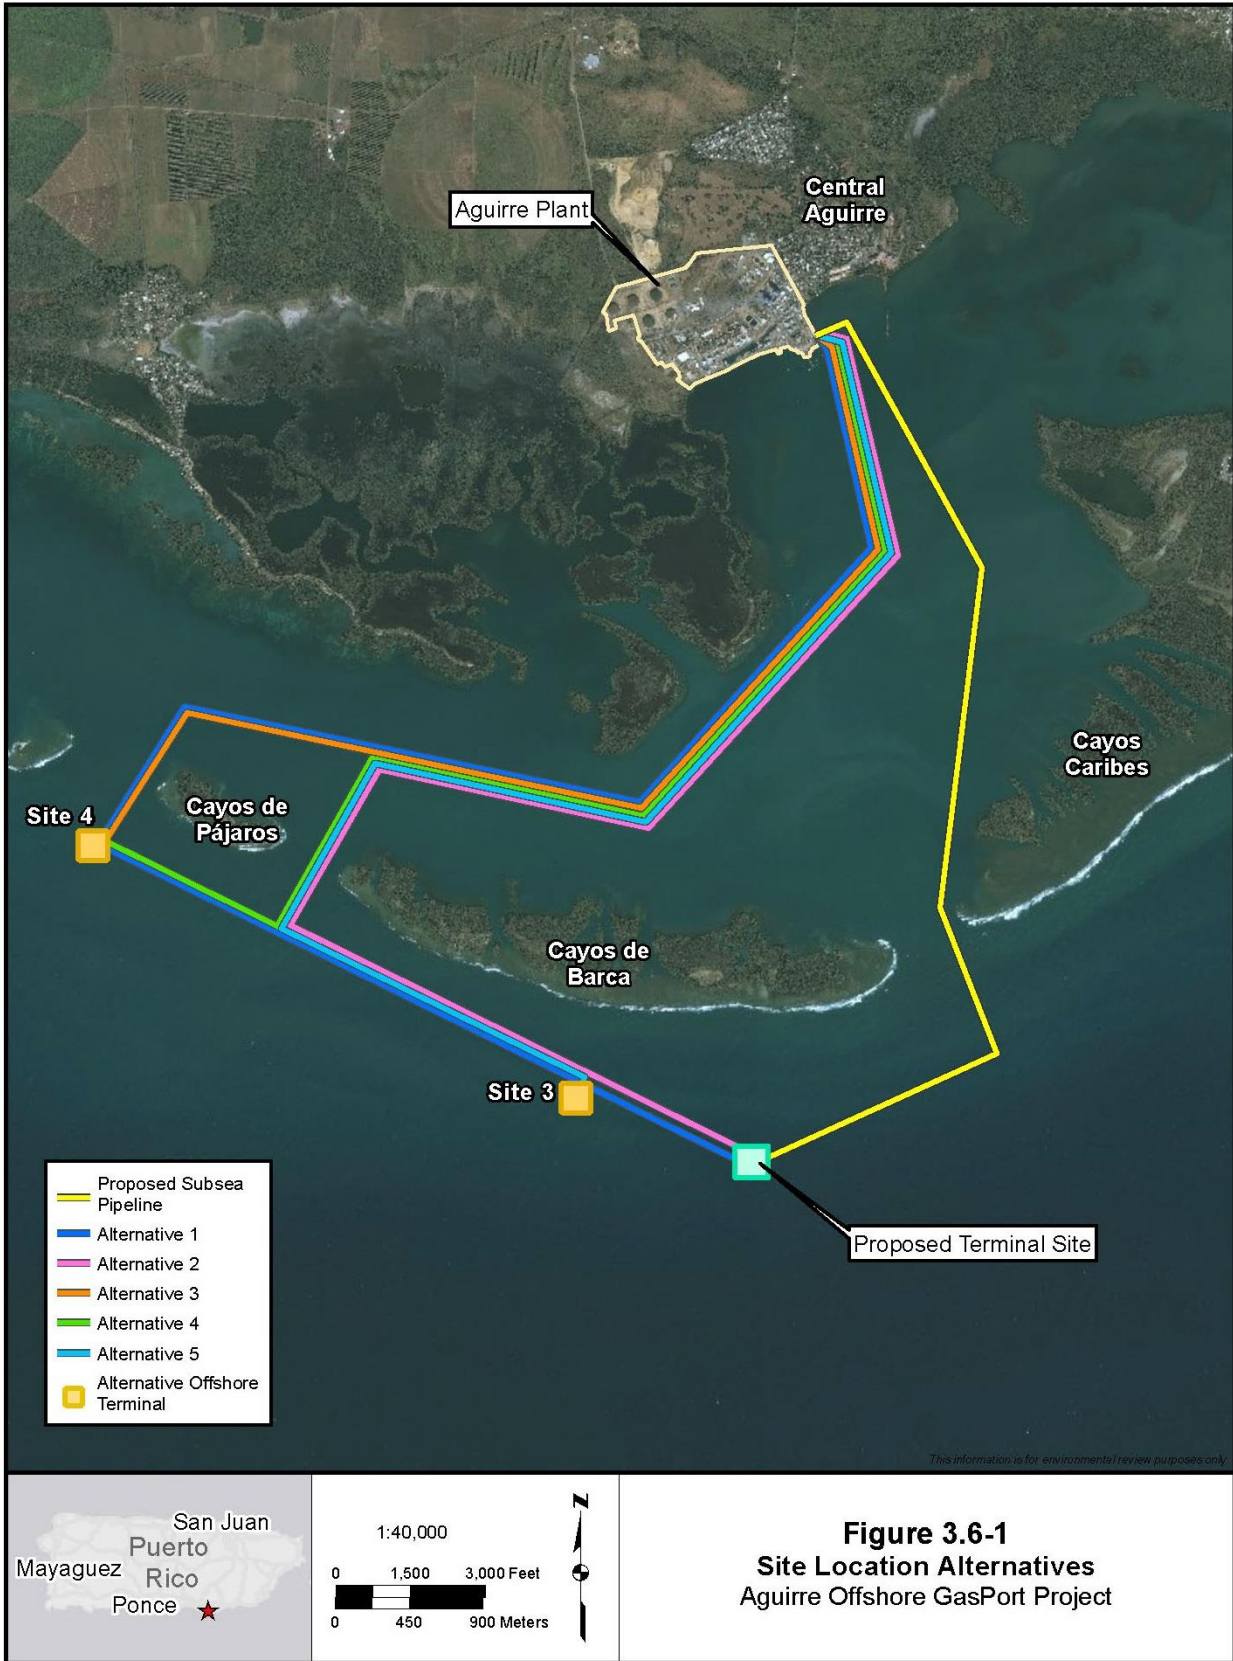 Central
Aguirre
Aguirre Plant
Cayos
Caribes
Cayos de
Pájaros
Site 4
Cayos de
Barca
Site 3
Proposed Terminal Site
Proposed Subsea
Pipeline
Alternative 1
Alternative 2
Alternative 3
Alternative 4
Alternative 5
Alternative Offshore
Terminal
This information is for environmental review purposes only
San Juan
Mayaguez
Puerto
Rico
Ponce
N
1:40,000
0 1,500 3,000 Feet
0 450 900 Meters
Figure 3.6-1
Site Location Alternatives
Aguirre Offshore GasPort Project